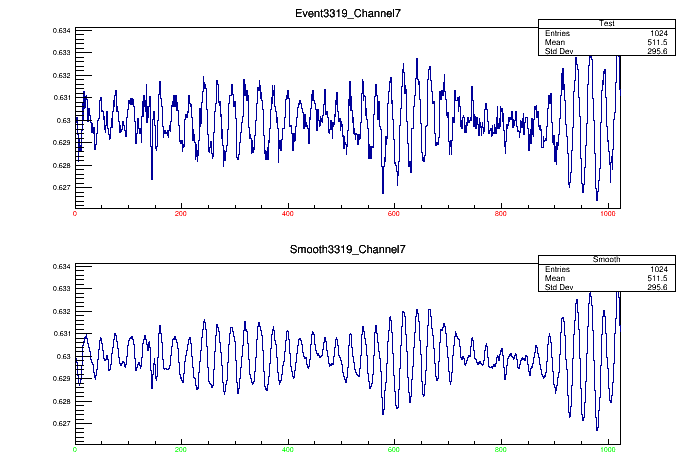 Event3319_Channel7
Test
Entries 1024
Mean 511.5
Std Dev 295.6
0.634
0.633
0.632
0.631
0.63
0.629
0.628
0.627
0 200 400 600 800 1000
Smooth3319_Channel7
Smooth
Entries 1024
Mean 511.5
Std Dev 295.6
0.634
0.633
0.632
0.631
0.63
0.629
0.628
0.627
0 200 400 600 800 1000